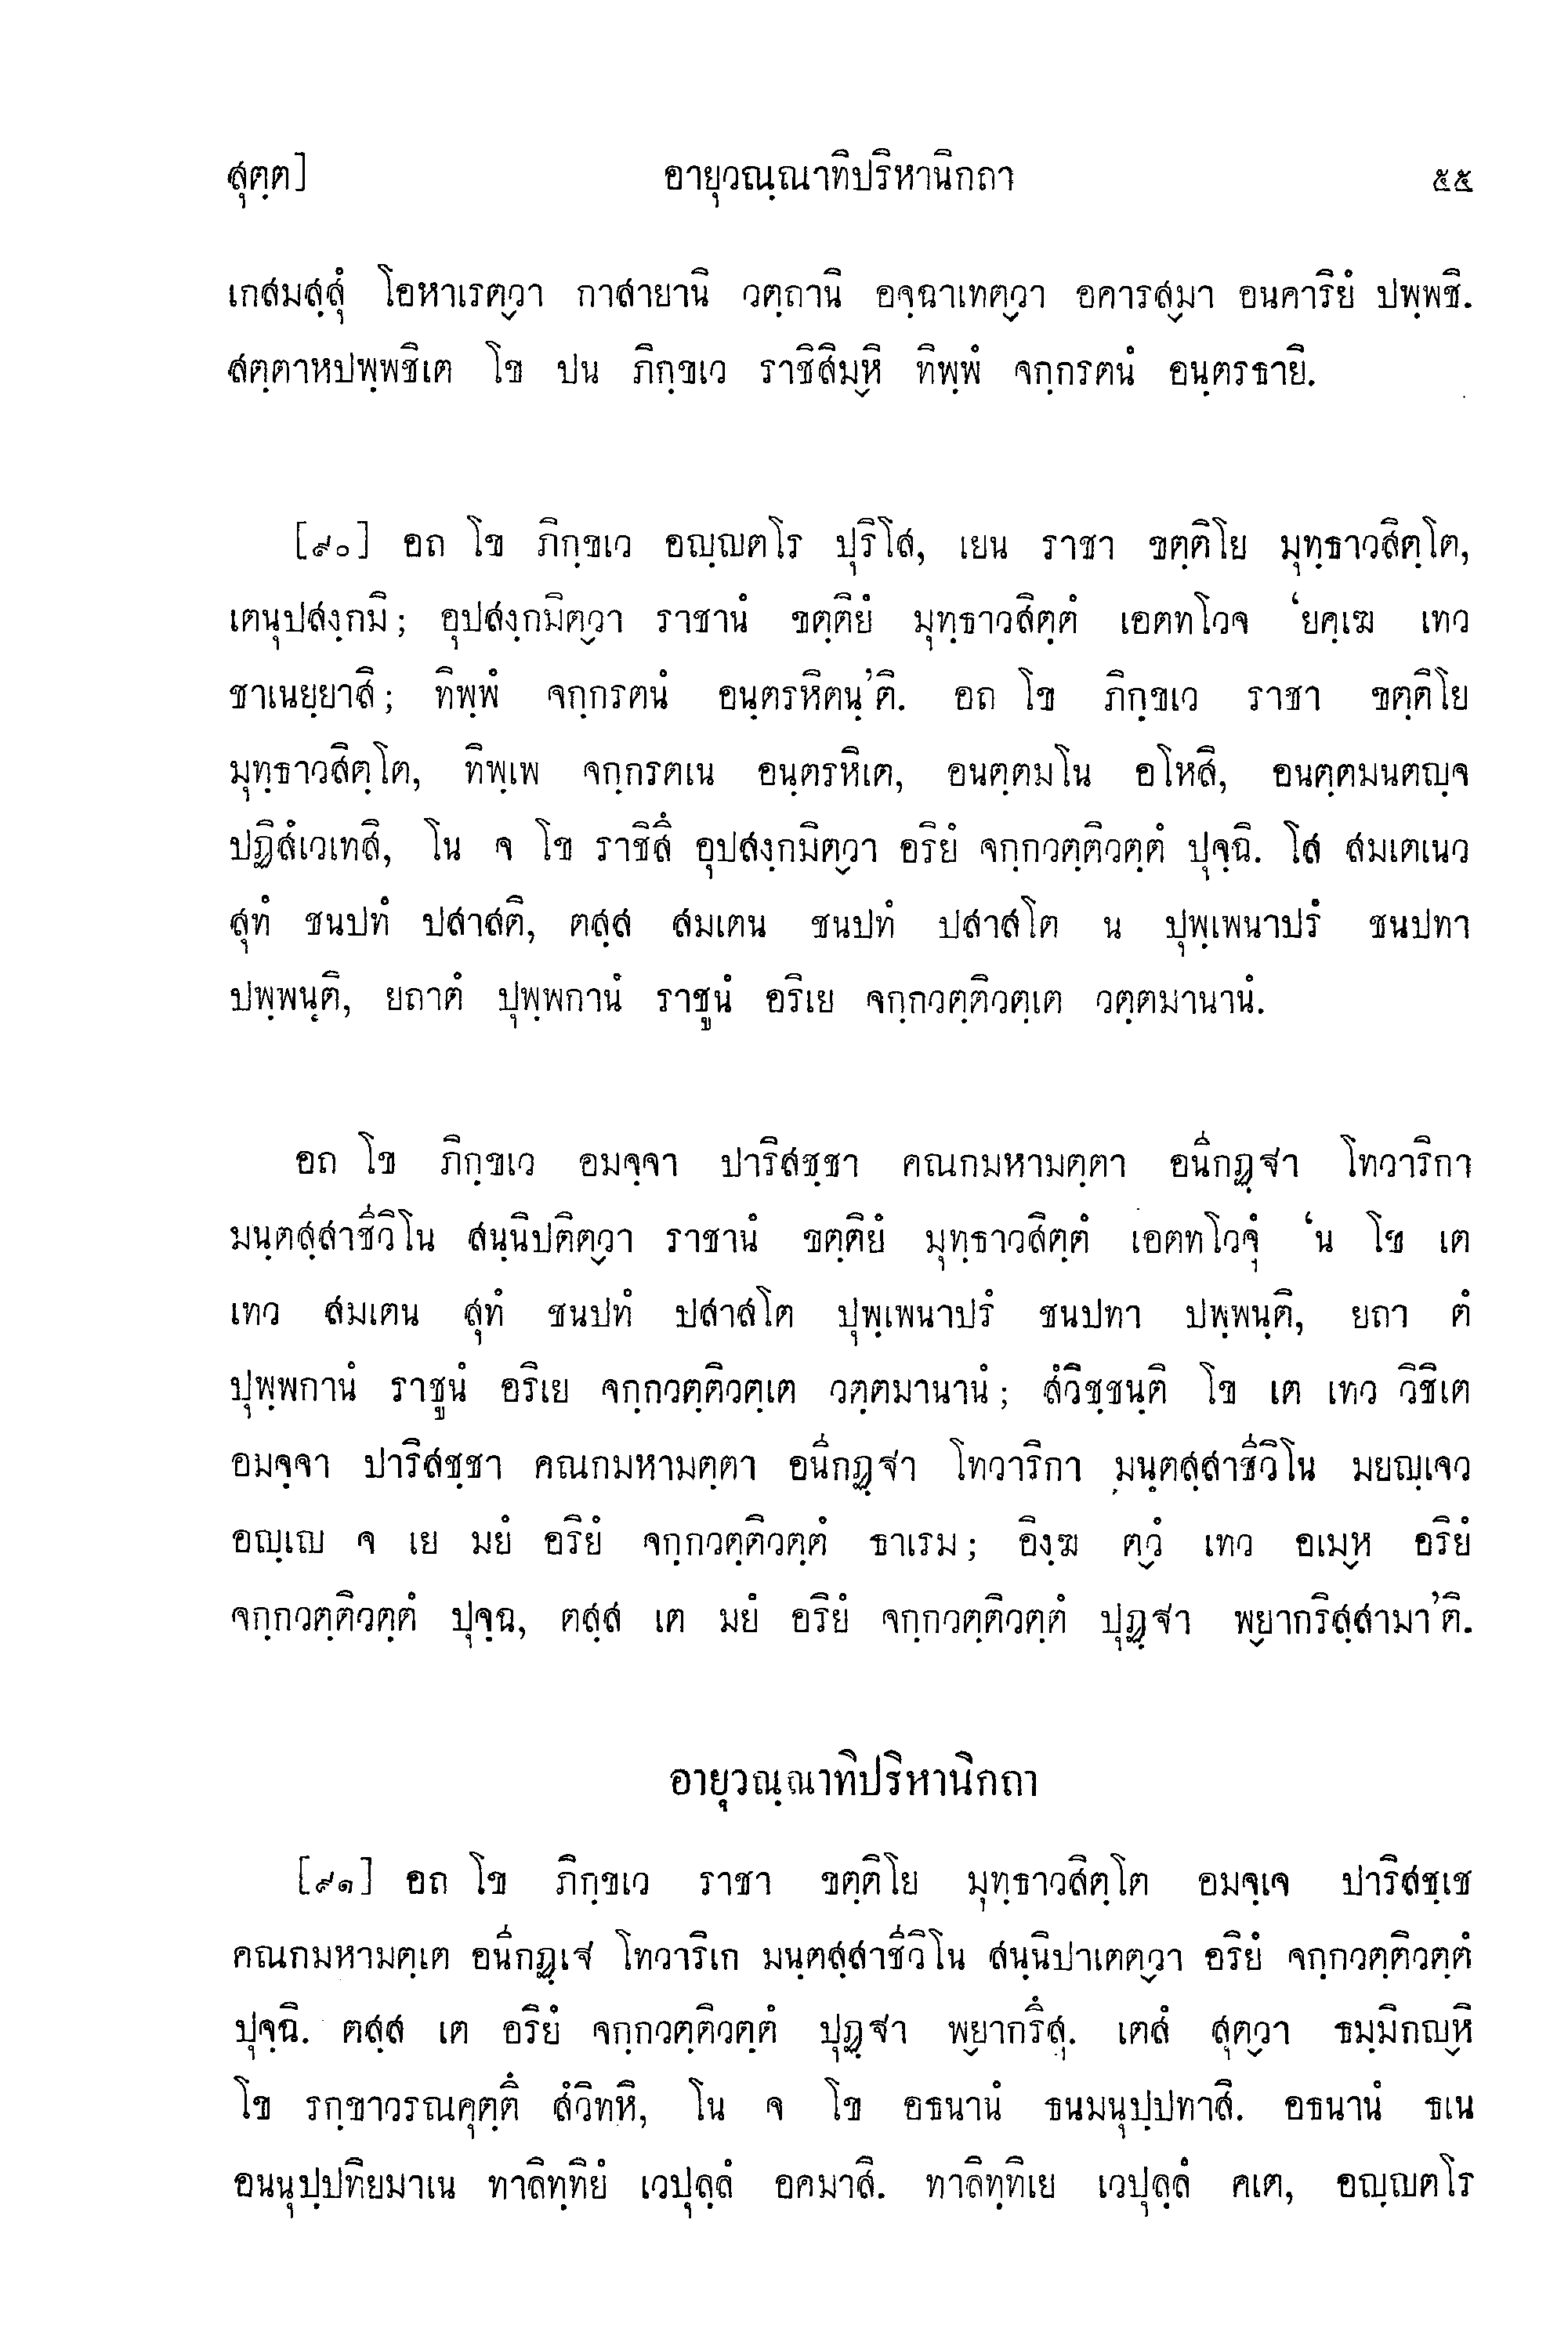 สุตฺต]
อายุวณฺณาทิปริหานิกถา
๕๕
เกสมสฺสุํ โอหาเรตฺวา กาสายานิ วตฺถานิ อจฺฉาเทตฺวา อคารสฺมา อนคาริยํ ปพฺพชิ.
สตฺตาหปพฺพชิเต โข ปน ภิกฺขเว ราชิสิมฺหิ ทิพฺพํ จกฺกรตนํ อนฺตรธายิ.
[๙๐] อถ โข ภิกฺขเว อญฺญตโร ปุริโส, เยน ราชา ขตฺติโย มุทฺธาวสิตฺโต,
เตนุปสงฺกมิ; อุปสงฺกมิตฺวา ราชานํ ขตฺติยํ มุทฺธาวสิตฺตํ เอตทโวจ ‘ยคฺเฆ เทว
ชาเนยฺยาสิ; ทิพฺพํ จกฺกรตนํ อนฺตรหิตนฺ’ติ. อถ โข ภิกฺขเว ราชา ขตฺติโย
มุทฺธาวสิตฺโต, ทิพฺเพ จกฺกรตเน อนฺตรหิเต, อนตฺตมโน อโหสิ, อนตฺตมนตญฺจ
ปฏิสํเวเทสิ, โน จ โข ราชิสึ อุปสงฺกมิตฺวา อริยํ จกฺกวตฺติวตฺตํ ปุจฺฉิ. โส สมเตเนว
สุทํ ชนปทํ ปสาสติ, ตสฺส สมเตน ชนปทํ ปสาสโต น ปุพฺเพนาปรํ ชนปทา
ปพฺพนฺติ, ยถาตํ ปุพฺพกานํ ราชูนํ อริเย จกฺกวตฺติวตฺเต วตฺตมานานํ.
อถ โข ภิกฺขเว อมจฺจา ปาริสชฺชา คณกมหามตฺตา อนีกฏฺฐา โทวาริกา
มนฺตสฺสาชีวิโน สนฺนิปติตฺวา ราชานํ ขตฺติยํ มุทฺธาวสิตฺตํ เอตทโวจุํ ‘น โข เต
เทว สมเตน สุทํ ชนปทํ ปสาสโต ปุพฺเพนาปรํ ชนปทา ปพฺพนฺติ, ยถา ตํ
ปุพฺพกานํ ราชูนํ อริเย จกฺกวตฺติวตฺเต วตฺตมานานํ; สํวิชฺชนฺติ โข เต เทว วิชิเต
อมจฺจา ปาริสชฺชา คณกมหามตฺตา อนีกฏฺฐา โทวาริกา มนฺตสฺสาชีวิโน มยญฺเจว
อญฺเญ จ เย มยํ อริยํ จกฺกวตฺติวตฺตํ ธาเรม; อิงฺฆ ตฺวํ เทว อเมฺห อริยํ
จกฺกวตฺติวตฺตํ ปุจฺฉ, ตสฺส เต มยํ อริยํ จกฺกวตฺติวตฺตํ ปุฏฺฐา พฺยากริสฺสามา’ติ.
อายุวณฺณาทิปริหานิกถา
[๙๑] อถ โข ภิกฺขเว ราชา ขตฺติโย มุทฺธาวสิตฺโต อมจฺเจ ปาริสชฺเช
คณกมหามตฺเต อนีกฏฺเฐ โทวาริเก มนฺตสฺสาชีวิโน สนฺนิปาเตตฺวา อริยํ จกฺกวตฺติวตฺตํ
ปุจฺฉิ. ตสฺส เต อริยํ จกฺกวตฺติวตฺตํ ปุฏฺฐา พฺยากรึสุ. เตสํ สุตฺวา ธมฺมิกญฺหิ
โข รกฺขาวรณคุตฺตึ สํวิทหิ, โน จ โข อธนานํ ธนมนุปฺปทาสิ. อธนานํ ธเน
อนนุปฺปทิยมาเน ทาลิทฺทิยํ เวปุลฺลํ อคมาสิ. ทาลิทฺทิเย เวปุลฺลํ คเต, อญฺญตโร